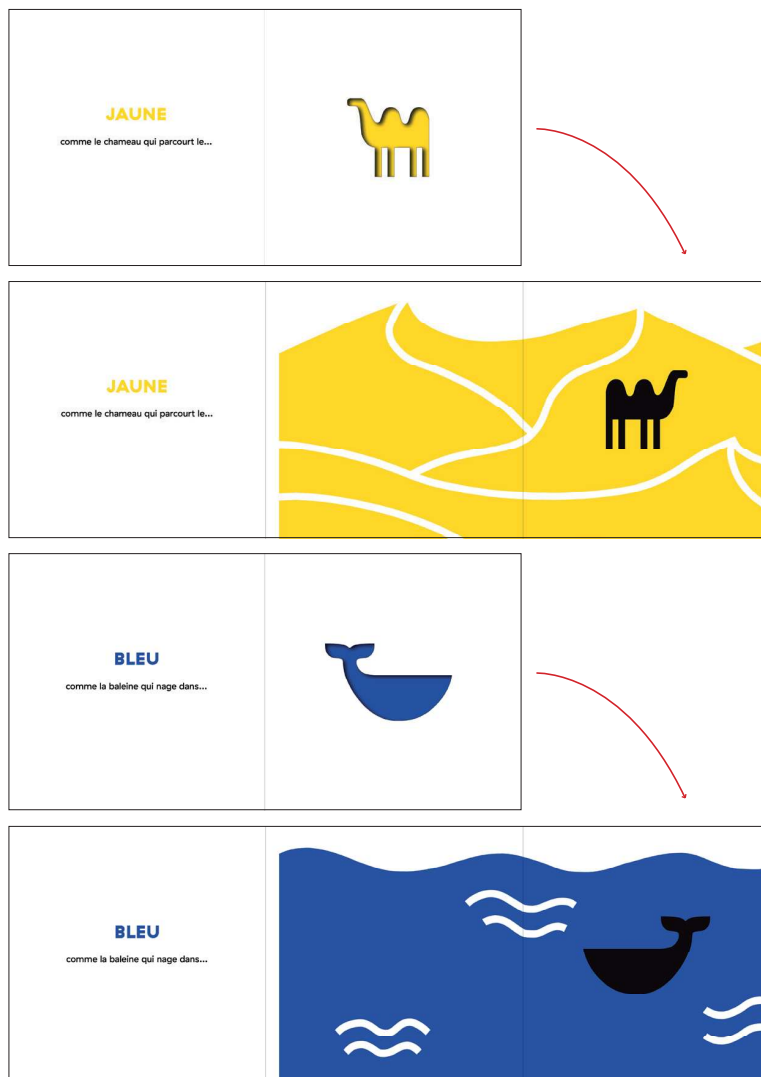 JAUNE
comme le chameau qui parcourt le...
JAUNE
comme le chameau qui parcourt le...
BLEU
comme la baleine qui nage dans...
BLEU
comme la baleine qui nage dans...